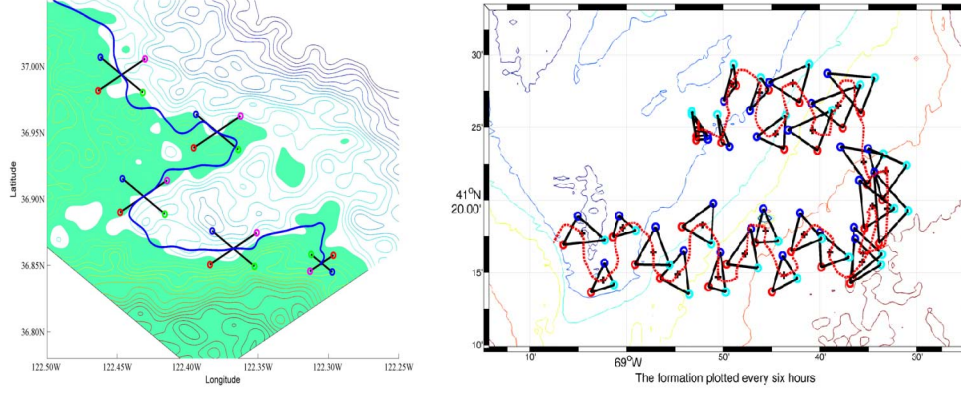 37.00N
36.95N
36.90N
36.85N
36.80N
Latitude
122.50W 122.45W 122.40W 122.35W 122.30W 122.25W
Longitude
30'
25'
41°N
20.00'
15'
10'
10' 69°W 50' 40' 30'
The formation plotted every six hours